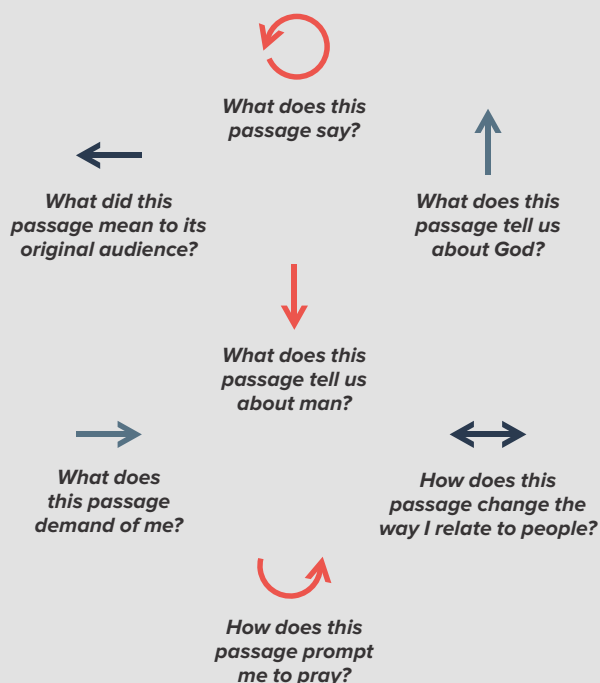 What does this
passage say?
What did this
passage mean to its
original audience?
What does this
passage tell us
about God?
What does this
passage tell us
about man?
What does
this passage
demand of me?
How does this
passage change the
way I relate to people?
How does this
passage prompt
me to pray?